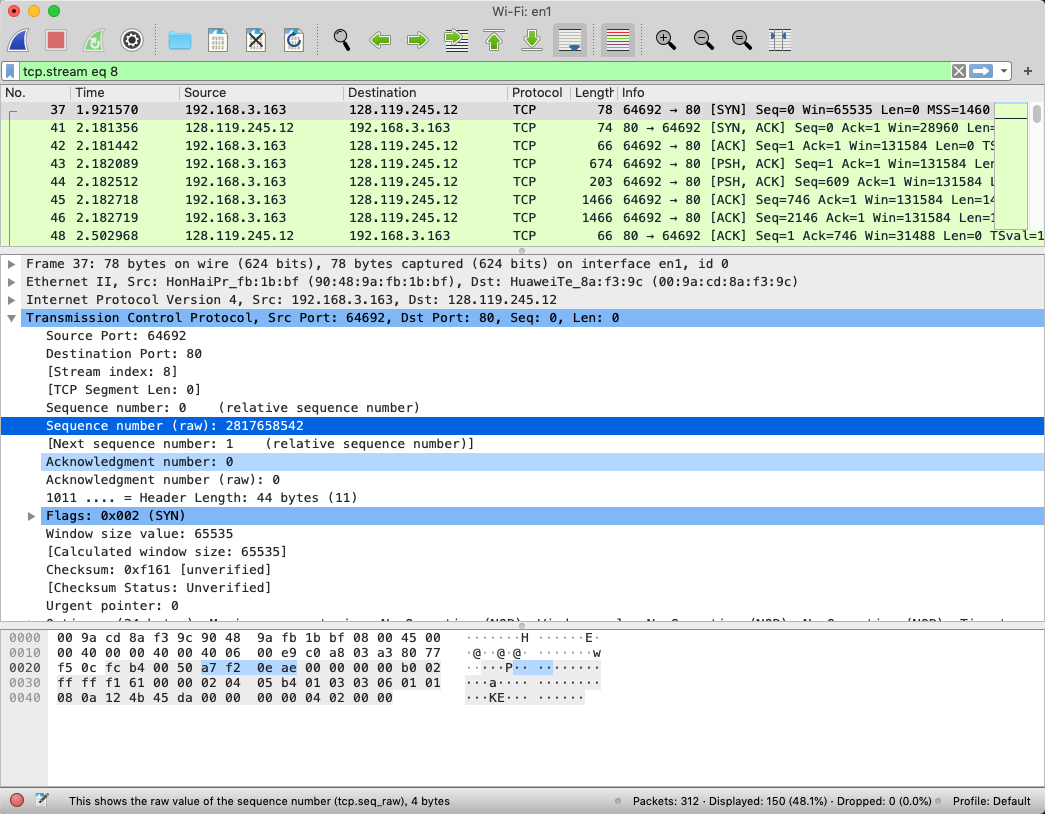 Wi-Fi: en1
tcp.stream eq 8
No. Time Source Destination Protocol Length Info
37 1.921570 192.168.3.163 128.119.245.12 TCP 78 64692 → 80 [SYN] Seq=0 Win=65535 Len=0 MSS=1460
41 2.181356 128.119.245.12 192.168.3.163 TCP 74 80 → 64692 [SYN, ACK] Seq=0 Ack=1 Win=28960 Len=
42 2.181442 192.168.3.163 128.119.245.12 TCP 66 64692 → 80 [ACK] Seq=1 Ack=1 Win=131584 Len=0 TS
43 2.182089 192.168.3.163 128.119.245.12 TCP 674 64692 → 80 [PSH, ACK] Seq=1 Ack=1 Win=131584 Len
44 2.182512 192.168.3.163 128.119.245.12 TCP 203 64692 → 80 [PSH, ACK] Seq=609 Ack=1 Win=131584 L
45 2.182718 192.168.3.163 128.119.245.12 TCP 1466 64692 → 80 [ACK] Seq=746 Ack=1 Win=131584 Len=14
46 2.182719 192.168.3.163 128.119.245.12 TCP 1466 64692 → 80 [ACK] Seq=2146 Ack=1 Win=131584 Len=1
48 2.502968 128.119.245.12 192.168.3.163 TCP 66 80 → 64692 [ACK] Seq=1 Ack=746 Win=31488 Len=0 TSval=1
Frame 37: 78 bytes on wire (624 bits), 78 bytes captured (624 bits) on interface en1, id 0
Ethernet II, Src: HonHaiPr_fb:1b:bf (90:48:9a:fb:1b:bf), Dst: HuaweiTe_8a:f3:9c (00:9a:cd:8a:f3:9c)
Internet Protocol Version 4, Src: 192.168.3.163, Dst: 128.119.245.12
Transmission Control Protocol, Src Port: 64692, Dst Port: 80, Seq: 0, Len: 0
Source Port: 64692
Destination Port: 80
[Stream index: 8]
[TCP Segment Len: 0]
Sequence number: 0 (relative sequence number)
Sequence number (raw): 2817658542
[Next sequence number: 1 (relative sequence number)]
Acknowledgment number: 0
Acknowledgment number (raw): 0
1011 .... = Header Length: 44 bytes (11)
Flags: 0x002 (SYN)
Window size value: 65535
[Calculated window size: 65535]
Checksum: 0xf161 [unverified]
[Checksum Status: Unverified]
Urgent pointer: 0
0000 00 9a cd 8a f3 9c 90 48 9a fb 1b bf 08 00 45 00 ·······H ······E·
0010 00 40 00 00 40 00 40 06 00 e9 c0 a8 03 a3 80 77 ·@··@·@· ·······w
0020 f5 0c fc b4 00 50 a7 f2 0e ae 00 00 00 00 b0 02 ·····P·· ········
0030 ff ff f1 61 00 00 02 04 05 b4 01 03 03 06 01 01 ···a···· ········
0040 08 0a 12 4b 45 da 00 00 00 00 04 02 00 00 ···KE··· ······
This shows the raw value of the sequence number (tcp.seq_raw), 4 bytes
Packets: 312 · Displayed: 150 (48.1%) · Dropped: 0 (0.0%)
Profile: Default